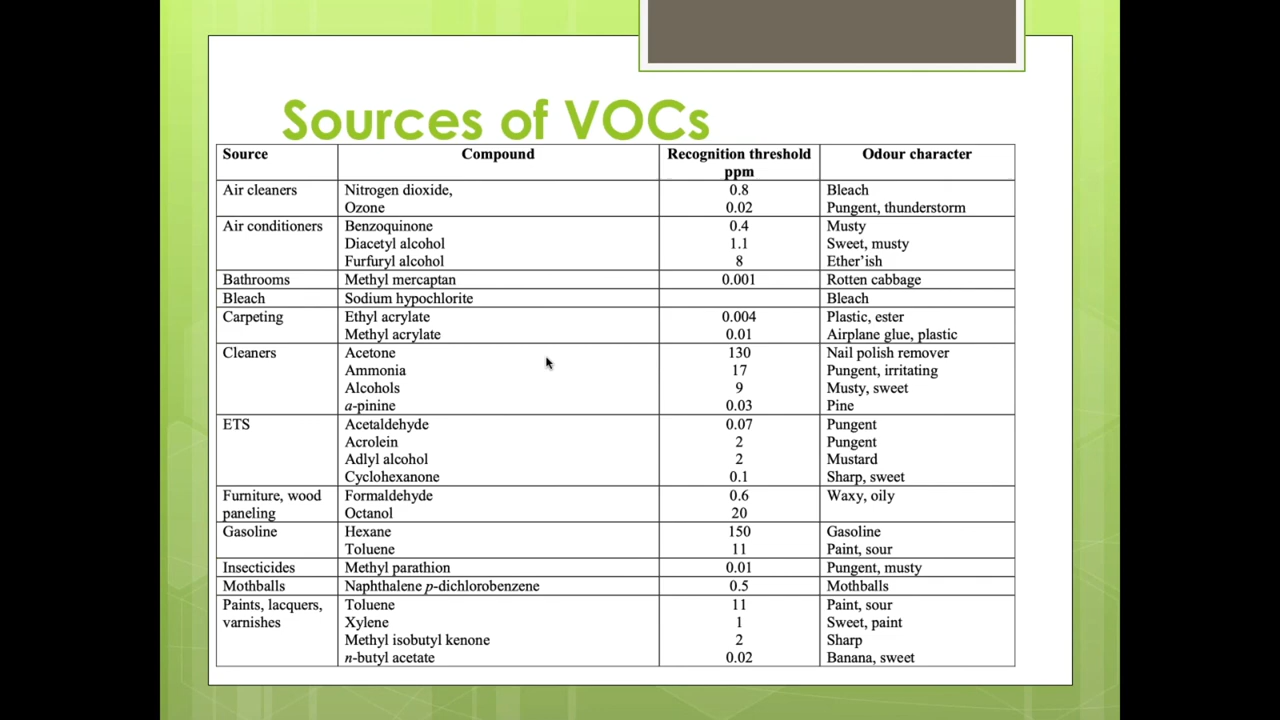 Sources of VOCs
Source Compound Recognition threshold ppm Odour character
Air cleaners Nitrogen dioxide, 0.8 Bleach
Ozone 0.02 Pungent, thunderstorm
Air conditioners Benzoquinone 0.4 Musty
Diacetyl alcohol 1.1 Sweet, musty
Furfuryl alcohol 8 Ether'ish
Bathrooms Methyl mercaptan 0.001 Rotten cabbage
Bleach Sodium hypochlorite Bleach
Carpeting Ethyl acrylate 0.004 Plastic, ester
Methyl acrylate 0.01 Airplane glue, plastic
Cleaners Acetone 130 Nail polish remover
Ammonia 17 Pungent, irritating
Alcohols 9 Musty, sweet
a-pinine 0.03 Pine
ETS Acetaldehyde 0.07 Pungent
Acrolein 2 Pungent
Adlyl alcohol 2 Mustard
Cyclohexanone 0.1 Sharp, sweet
Furniture, wood Formaldehyde 0.6 Waxy, oily
paneling Octanol 20
Gasoline Hexane 150 Gasoline
Toluene 11 Paint, sour
Insecticides Methyl parathion 0.01 Pungent, musty
Mothballs Naphthalene p-dichlorobenzene 0.5 Mothballs
Paints, lacquers, Toluene 11 Paint, sour
varnishes Xylene 1 Sweet, paint
Methyl isobutyl kenone 2 Sharp
n-butyl acetate 0.02 Banana, sweet